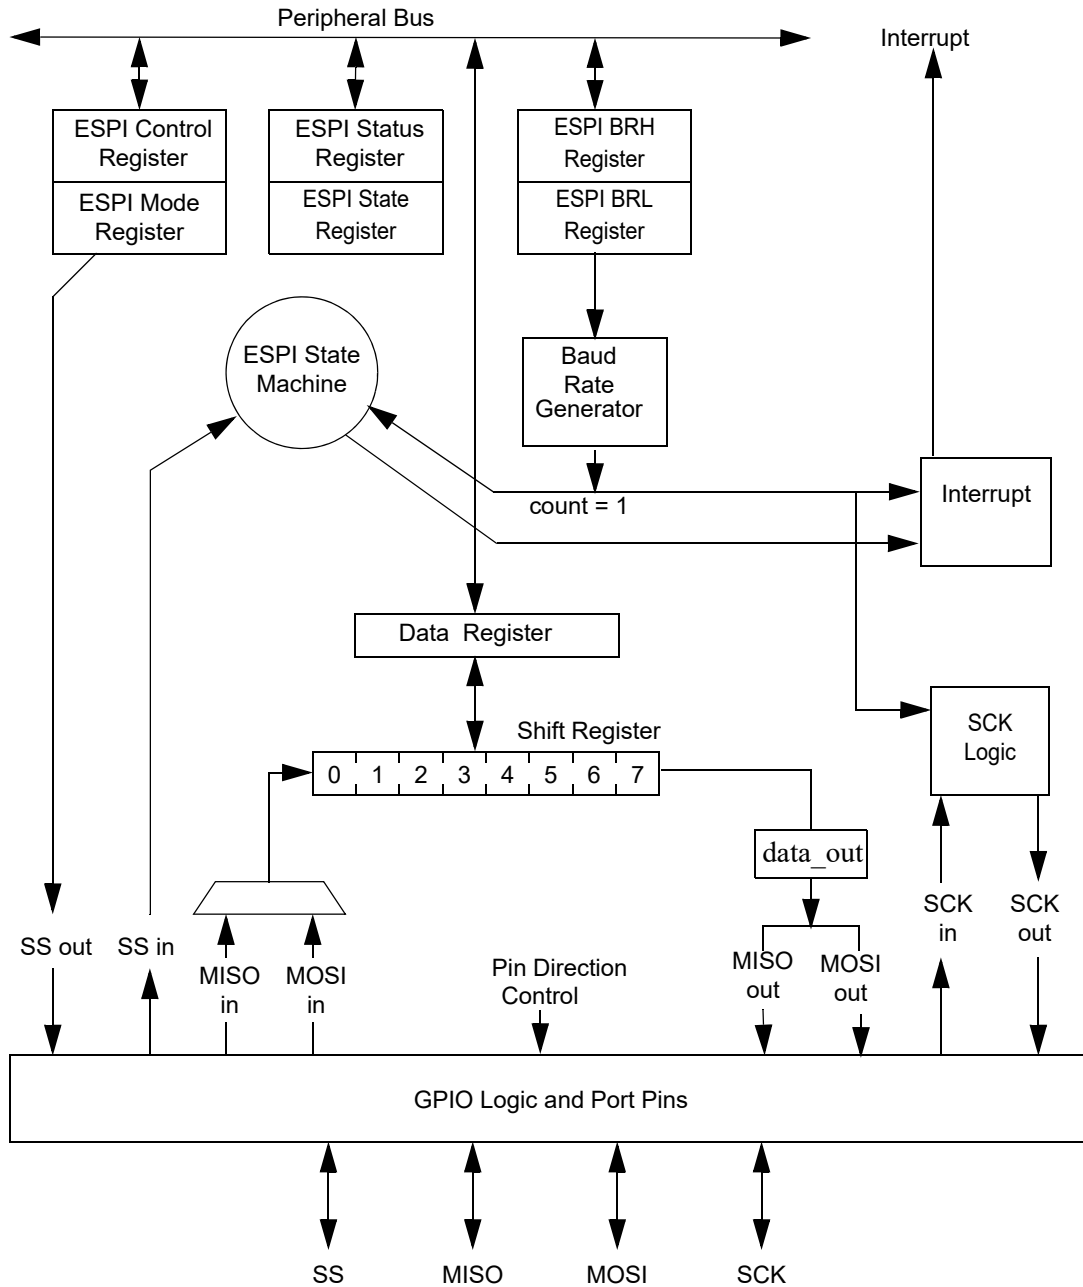 Peripheral Bus
Interrupt
ESPI Control
Register
ESPI Mode
Register
ESPI Status
Register
ESPI State
Register
ESPI BRH
Register
ESPI BRL
Register
ESPI State
Machine
Baud
Rate
Generator
count = 1
Interrupt
Data Register
Shift Register
0 1 2 3 4 5 6 7
SCK
Logic
data_out
SS out
SS in
MISO
in
MOSI
in
Pin Direction
Control
MISO
out
MOSI
out
SCK
in
SCK
out
GPIO Logic and Port Pins
SS
MISO
MOSI
SCK